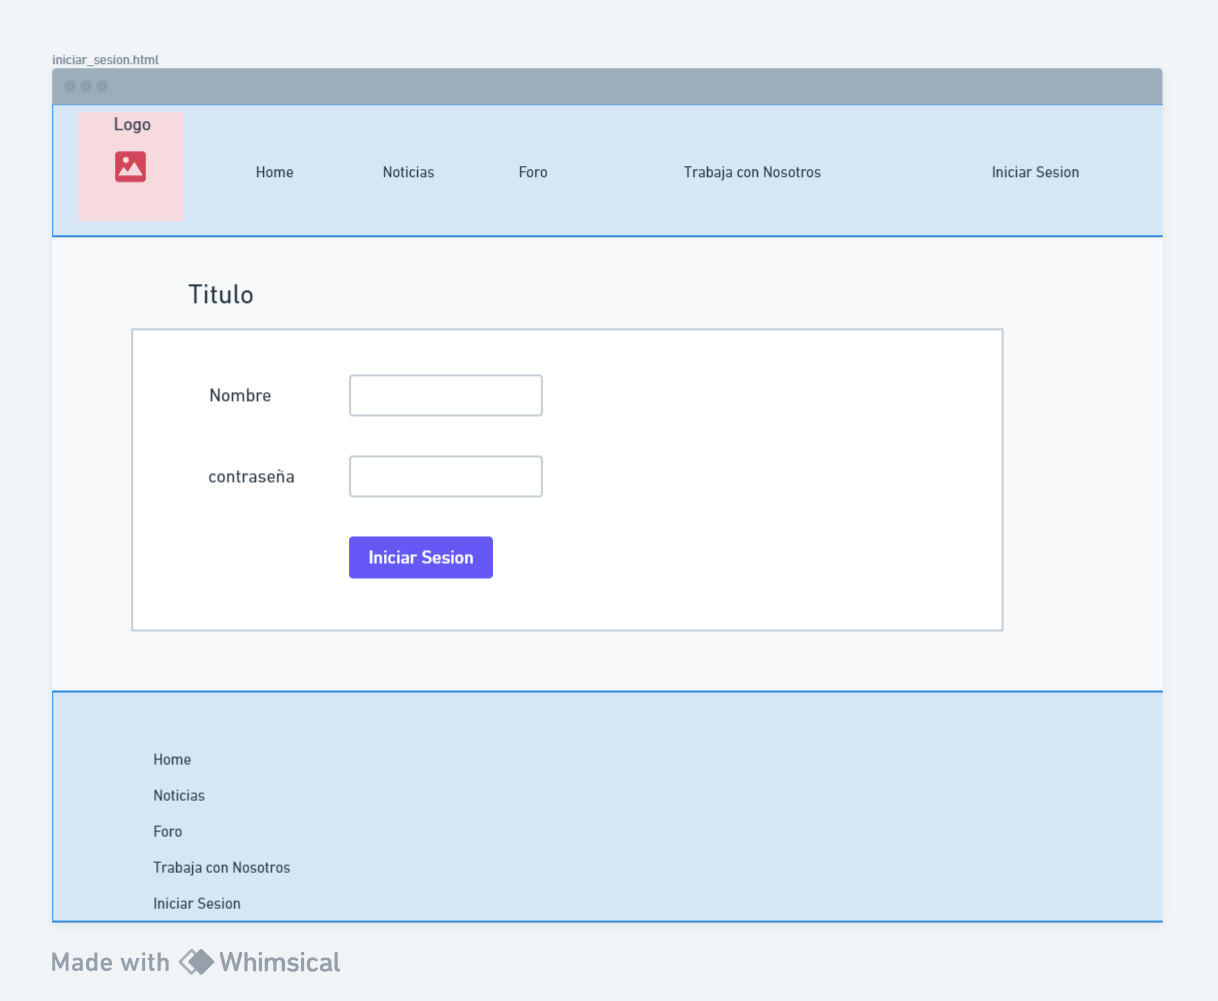 iniciar_sesion.html
Logo
Home Noticias Foro Trabaja con Nosotros Iniciar Sesion
Titulo
Nombre
contraseña
Iniciar Sesion
Home
Noticias
Foro
Trabaja con Nosotros
Iniciar Sesion
Made with Whimsical